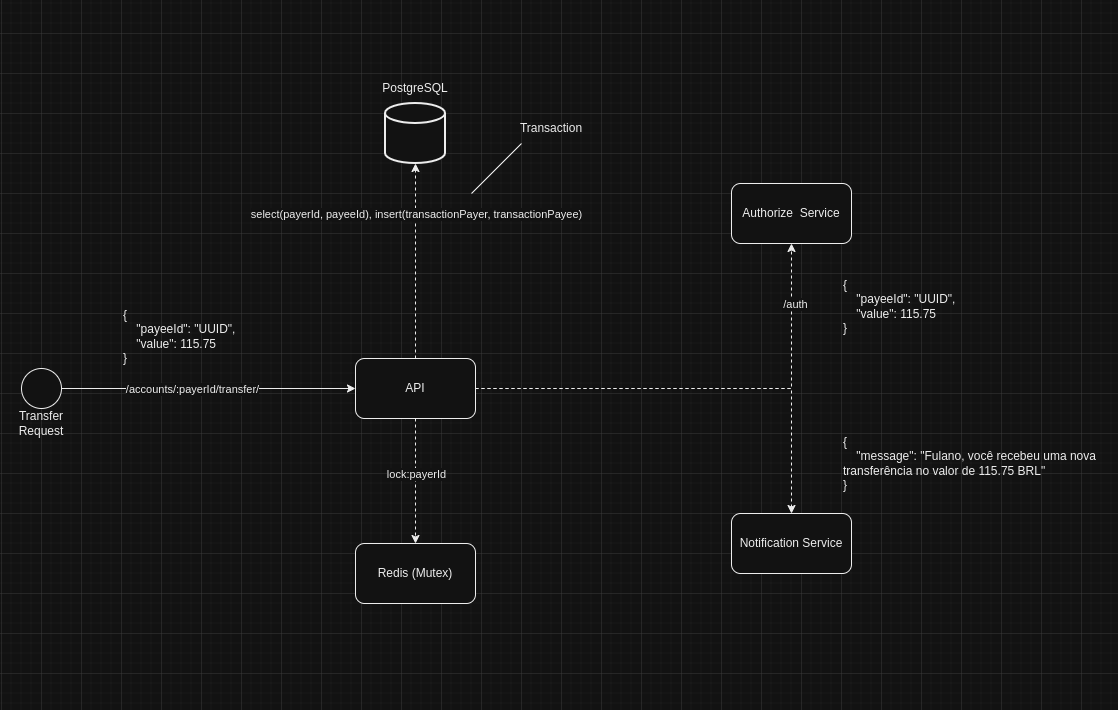 PostgreSQL
Transaction
select(payerId, payeeId), insert(transactionPayer, transactionPayee)
Authorize  Service
/auth
{
    "payeeId": "UUID",
    "value": 115.75
}
{
    "payeeId": "UUID",
    "value": 115.75
}
/accounts/:payerId/transfer/
Transfer
Request
API
lock:payerId
Redis (Mutex)
{
    "message": "Fulano, você recebeu uma nova
transferência no valor de 115.75 BRL"
}
Notification Service